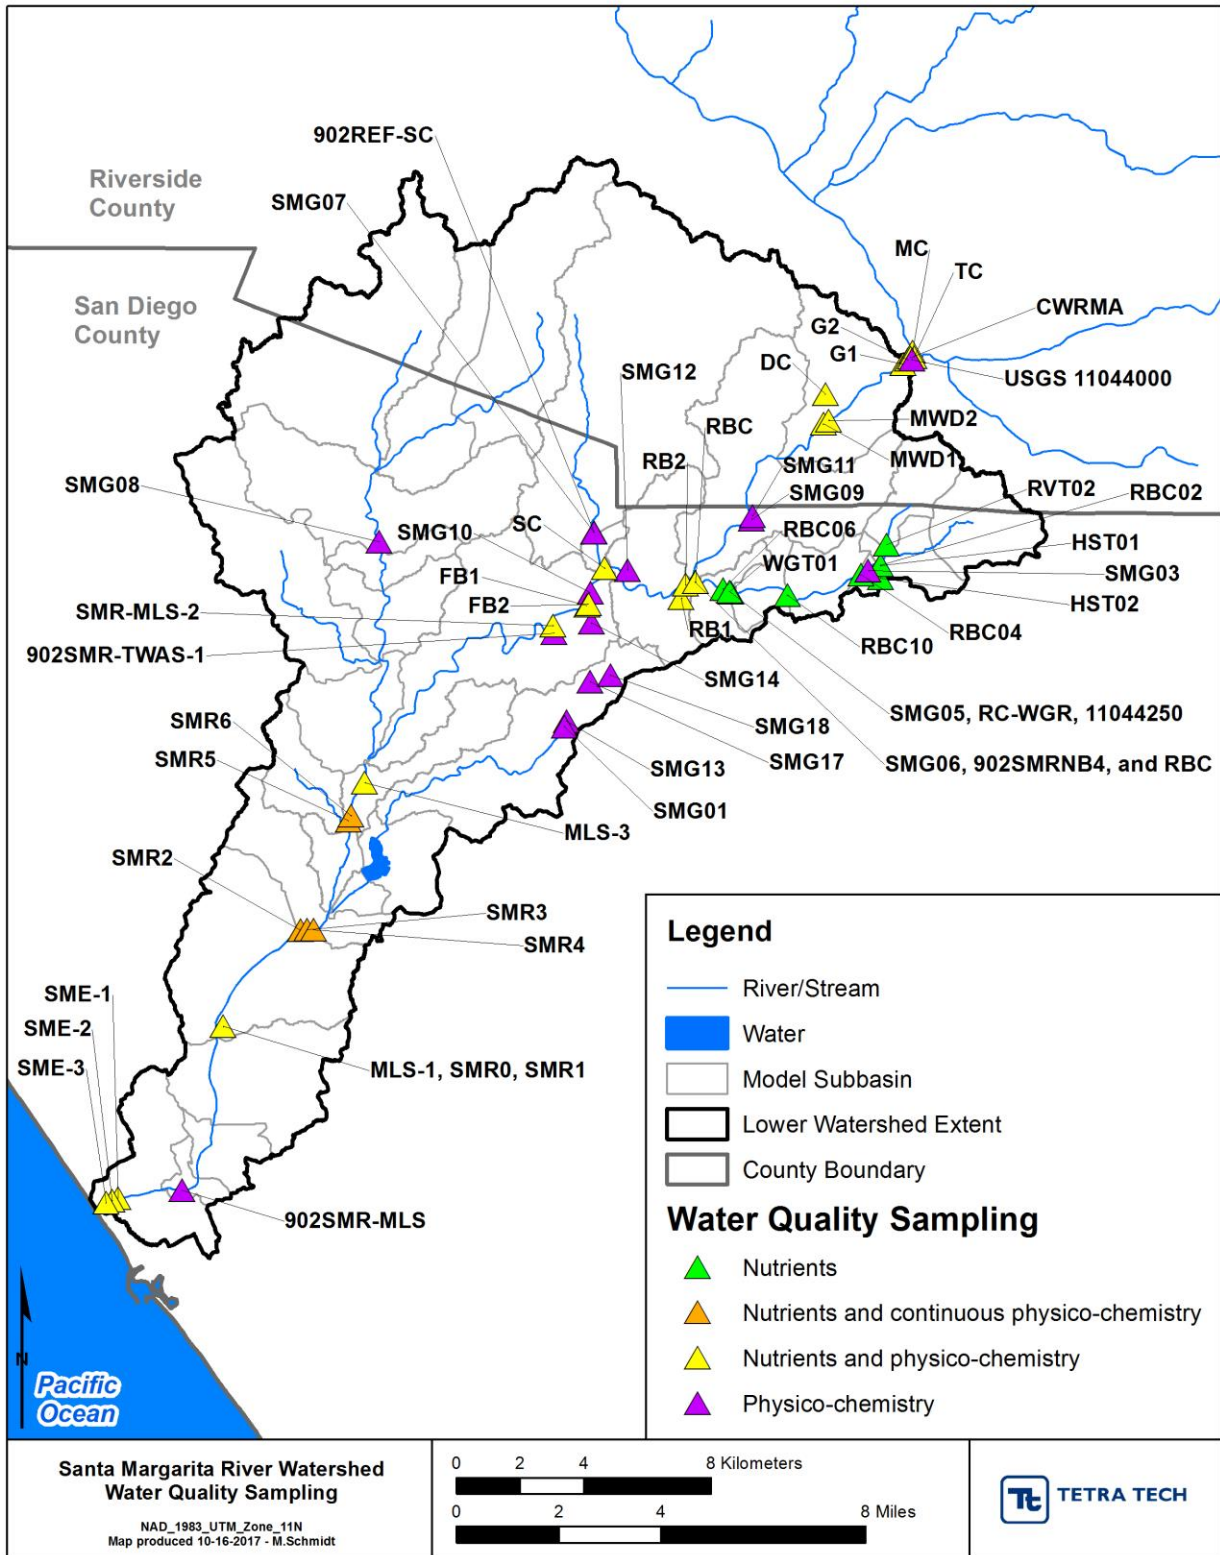 902REF-SC
Riverside
County
SMG07
MC
TC
San Diego
County
CWRMA
G2
G1
USGS 11044000
SMG12
DC
RBC
MWD2
RB2
SMG11
MWD1
SMG08
SMG09
RVT02
RBC02
SMG10
SC
RBC06
HST01
FB1
WGT01
SMG03
FB2
HST02
SMR-MLS-2
RB1
RBC04
902SMR-TWAS-1
RBC10
SMG14
SMR6
SMG18
SMG05, RC-WGR, 11044250
SMR5
SMG13
SMG17
SMG06, 902SMRNB4, and RBC
SMG01
MLS-3
SMR2
SMR3
SMR4
SME-1
SME-2
SME-3
MLS-1, SMR0, SMR1
902SMR-MLS
Legend
River/Stream
Water
Model Subbasin
Lower Watershed Extent
County Boundary
Water Quality Sampling
Nutrients
Nutrients and continuous physico-chemistry
Nutrients and physico-chemistry
Physico-chemistry
N
Pacific
Ocean
Santa Margarita River Watershed
Water Quality Sampling
NAD_1983_UTM_Zone_11N
Map produced 10-16-2017 - M.Schmidt
0 2 4 8 Kilometers
0 2 4 8 Miles
Tt TETRA TECH